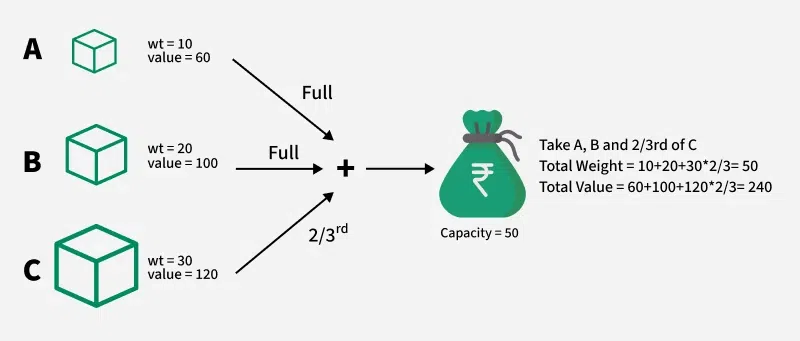 A
wt = 10
value = 60
Full
B
wt = 20
value = 100
Full
+
C
wt = 30
value = 120
2/3rd
₹
Capacity = 50
Take A, B and 2/3rd of C
Total Weight = 10+20+30*2/3= 50
Total Value = 60+100+120*2/3= 240